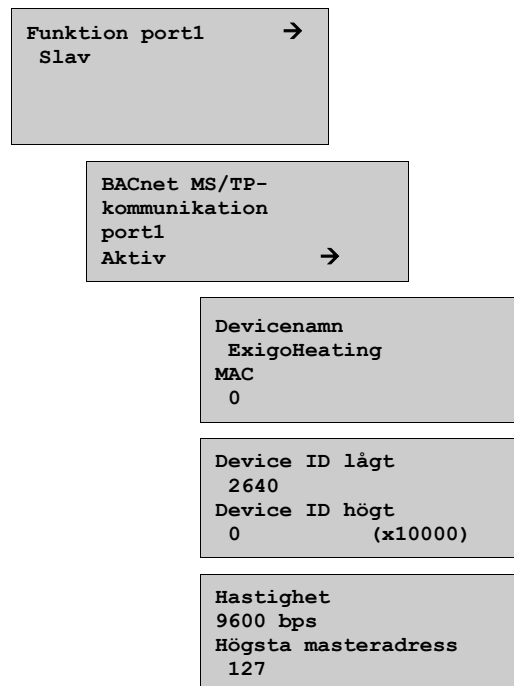 Funktion port1 →
Slav
BACnet MS/TP-
kommunikation
port1
Aktiv →
Devicenamn
ExigoHeating
MAC
0
Device ID lågt
2640
Device ID högt
0 (x10000)
Hastighet
9600 bps
Högsta masteradress
127